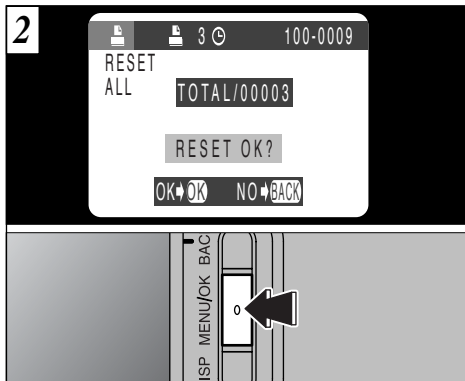 2
3 100-0009
RESET
ALL
TOTAL/00003
RESET OK?
OK OK NO BACK
BAC
MENU/OK
ISP